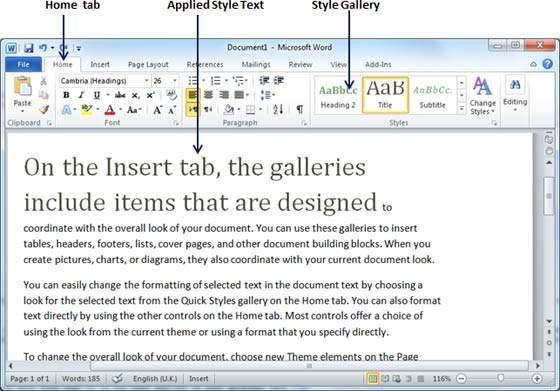 Home tab Applied Style Text Style Gallery
Document1 - Microsoft Word
File Home Insert Page Layout References Mailings Review View Add-Ins
Cambria (Headings) 26
AaBbCc AaB AaBbCc
Paste
B I U abc x₂ x²
Heading 2 Title Subtitle
Change Styles
Editing
Clipboard Font Paragraph Styles
On the Insert tab, the galleries
include items that are designed to
coordinate with the overall look of your document. You can use these galleries to insert
tables, headers, footers, lists, cover pages, and other document building blocks. When you
create pictures, charts, or diagrams, they also coordinate with your current document look.
You can easily change the formatting of selected text in the document text by choosing a
look for the selected text from the Quick Styles gallery on the Home tab. You can also format
text directly by using the other controls on the Home tab. Most controls offer a choice of
using the look from the current theme or using a format that you specify directly.
To change the overall look of your document, choose new Theme elements on the Page
Page: 1 of 1 Words: 185 English (U.K.) Insert 116%